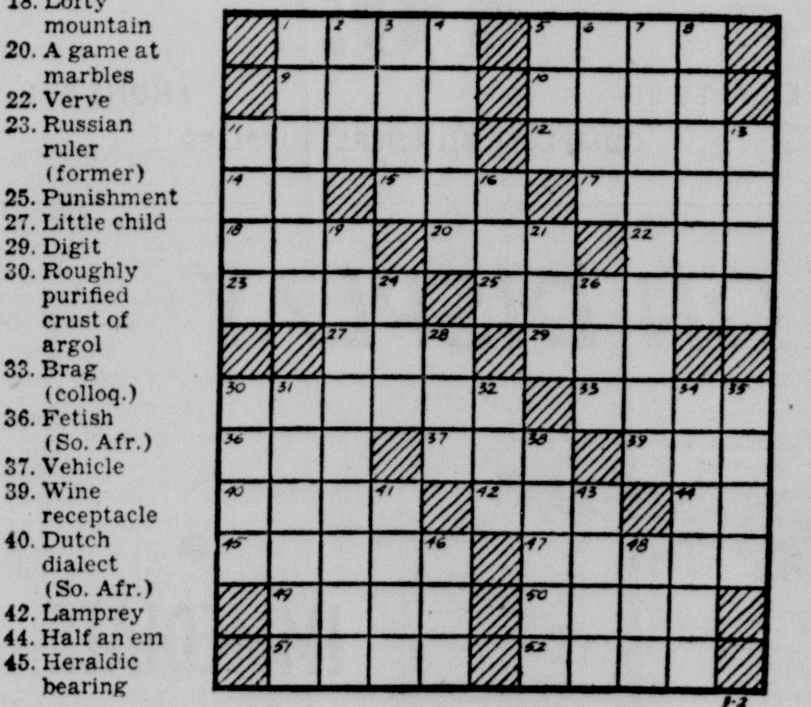 18. Lofty
mountain
20. A game at
marbles
22. Verve
23. Russian
ruler
(former)
25. Punishment
27. Little child
29. Digit
30. Roughly
purified
crust of
argol
33. Brag
(colloq.)
36. Fetish
(So. Afr.)
37. Vehicle
39. Wine
receptacle
40. Dutch
dialect
(So. Afr.)
42. Lamprey
44. Half an em
45. Heraldic
bearing
1 2 3 4 5 6 7 8
9 10
11 12 13
14 15 16 17
18 19 20 21 22
23 24 25 26
27 28 29
30 31 32 33 34 35
36 37 38 39
40 41 42 43 44
45 46 47 48
49 50
51 52